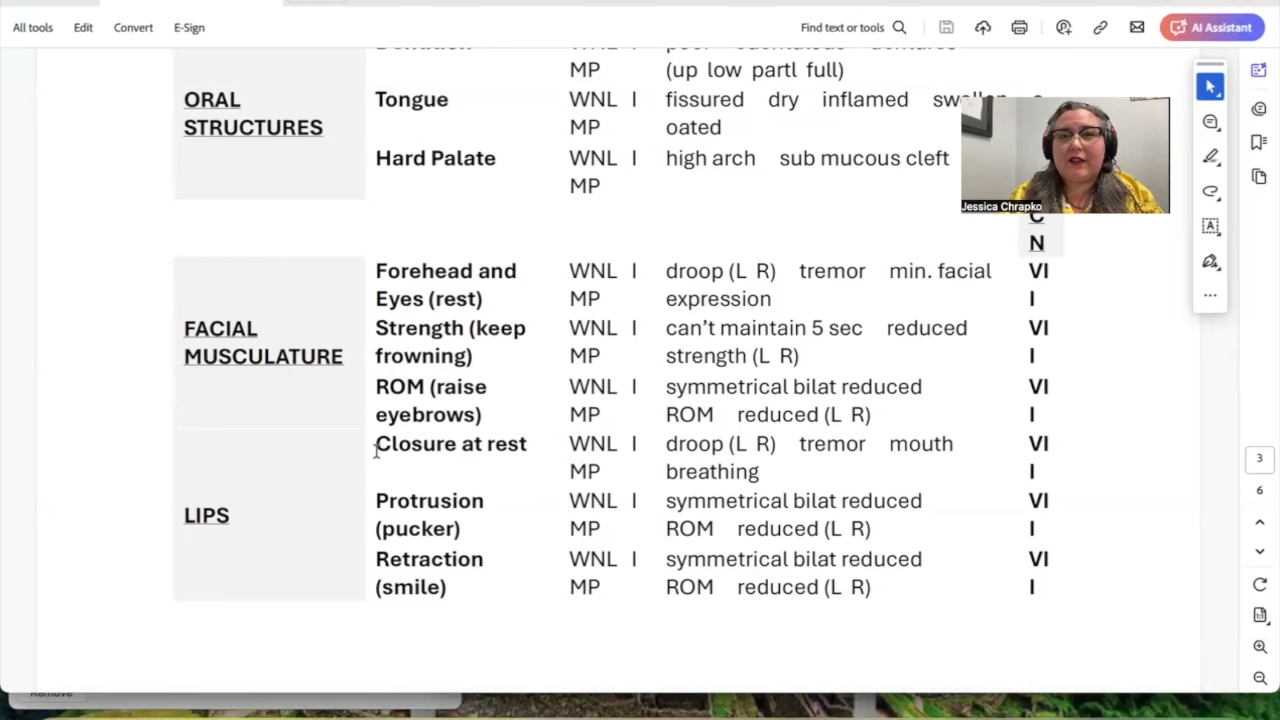 All tools Edit Convert E-Sign Find text or tools AI Assistant
MP (up low partl full)
ORAL STRUCTURES
Tongue WNL I fissured dry inflamed
MP oated
Hard Palate WNL I high arch sub mucous cleft
MP
Jessica Chrapko
C
N
FACIAL MUSCULATURE
Forehead and WNL I droop (L R) tremor min. facial VI
Eyes (rest) MP expression I
Strength (keep WNL I can't maintain 5 sec reduced VI
frowning) MP strength (L R) I
ROM (raise WNL I symmetrical bilat reduced VI
eyebrows) MP ROM reduced (L R) I
LIPS
Closure at rest WNL I droop (L R) tremor mouth VI
MP breathing I
Protrusion WNL I symmetrical bilat reduced VI
(pucker) MP ROM reduced (L R) I
Retraction WNL I symmetrical bilat reduced VI
(smile) MP ROM reduced (L R) I
3
6